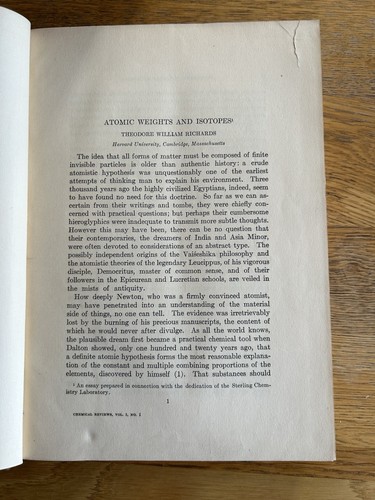 ATOMIC WEIGHTS AND ISOTOPES¹
THEODORE WILLIAM RICHARDS
Harvard University, Cambridge, Massachusetts
The idea that all forms of matter must be composed of finite
invisible particles is older than authentic history: a crude
atomistic hypothesis was unquestionably one of the earliest
attempts of thinking man to explain his environment. Three
thousand years ago the highly civilized Egyptians, indeed, seem
to have found no need for this doctrine. So far as we can as-
certain from their writings and tombs, they were chiefly con-
cerned with practical questions; but perhaps their cumbersome
hieroglyphics were inadequate to transmit more subtle thoughts.
However this may have been, there can be no question that
their contemporaries, the dreamers of India and Asia Minor,
were often devoted to considerations of an abstract type. The
possibly independent origins of the Vaiśeshika philosophy and
the atomistic theories of the legendary Leucippus, of his vigorous
disciple, Democritus, master of common sense, and of their
followers in the Epicurean and Lucretian schools, are veiled in
the mists of antiquity.
How deeply Newton, who was a firmly convinced atomist,
may have penetrated into an understanding of the material
side of things, no one can tell. The evidence was irretrievably
lost by the burning of his precious manuscripts, the content of
which he would never after divulge. As all the world knows,
the plausible dream first became a practical chemical tool when
Dalton showed, only one hundred and twenty years ago, that
a definite atomic hypothesis forms the most reasonable explana-
tion of the constant and multiple combining proportions of the
elements, discovered by himself (1). That substances should
¹ An essay prepared in connection with the dedication of the Sterling Chem-
istry Laboratory.
1
CHEMICAL REVIEWS, VOL. I, NO. 1